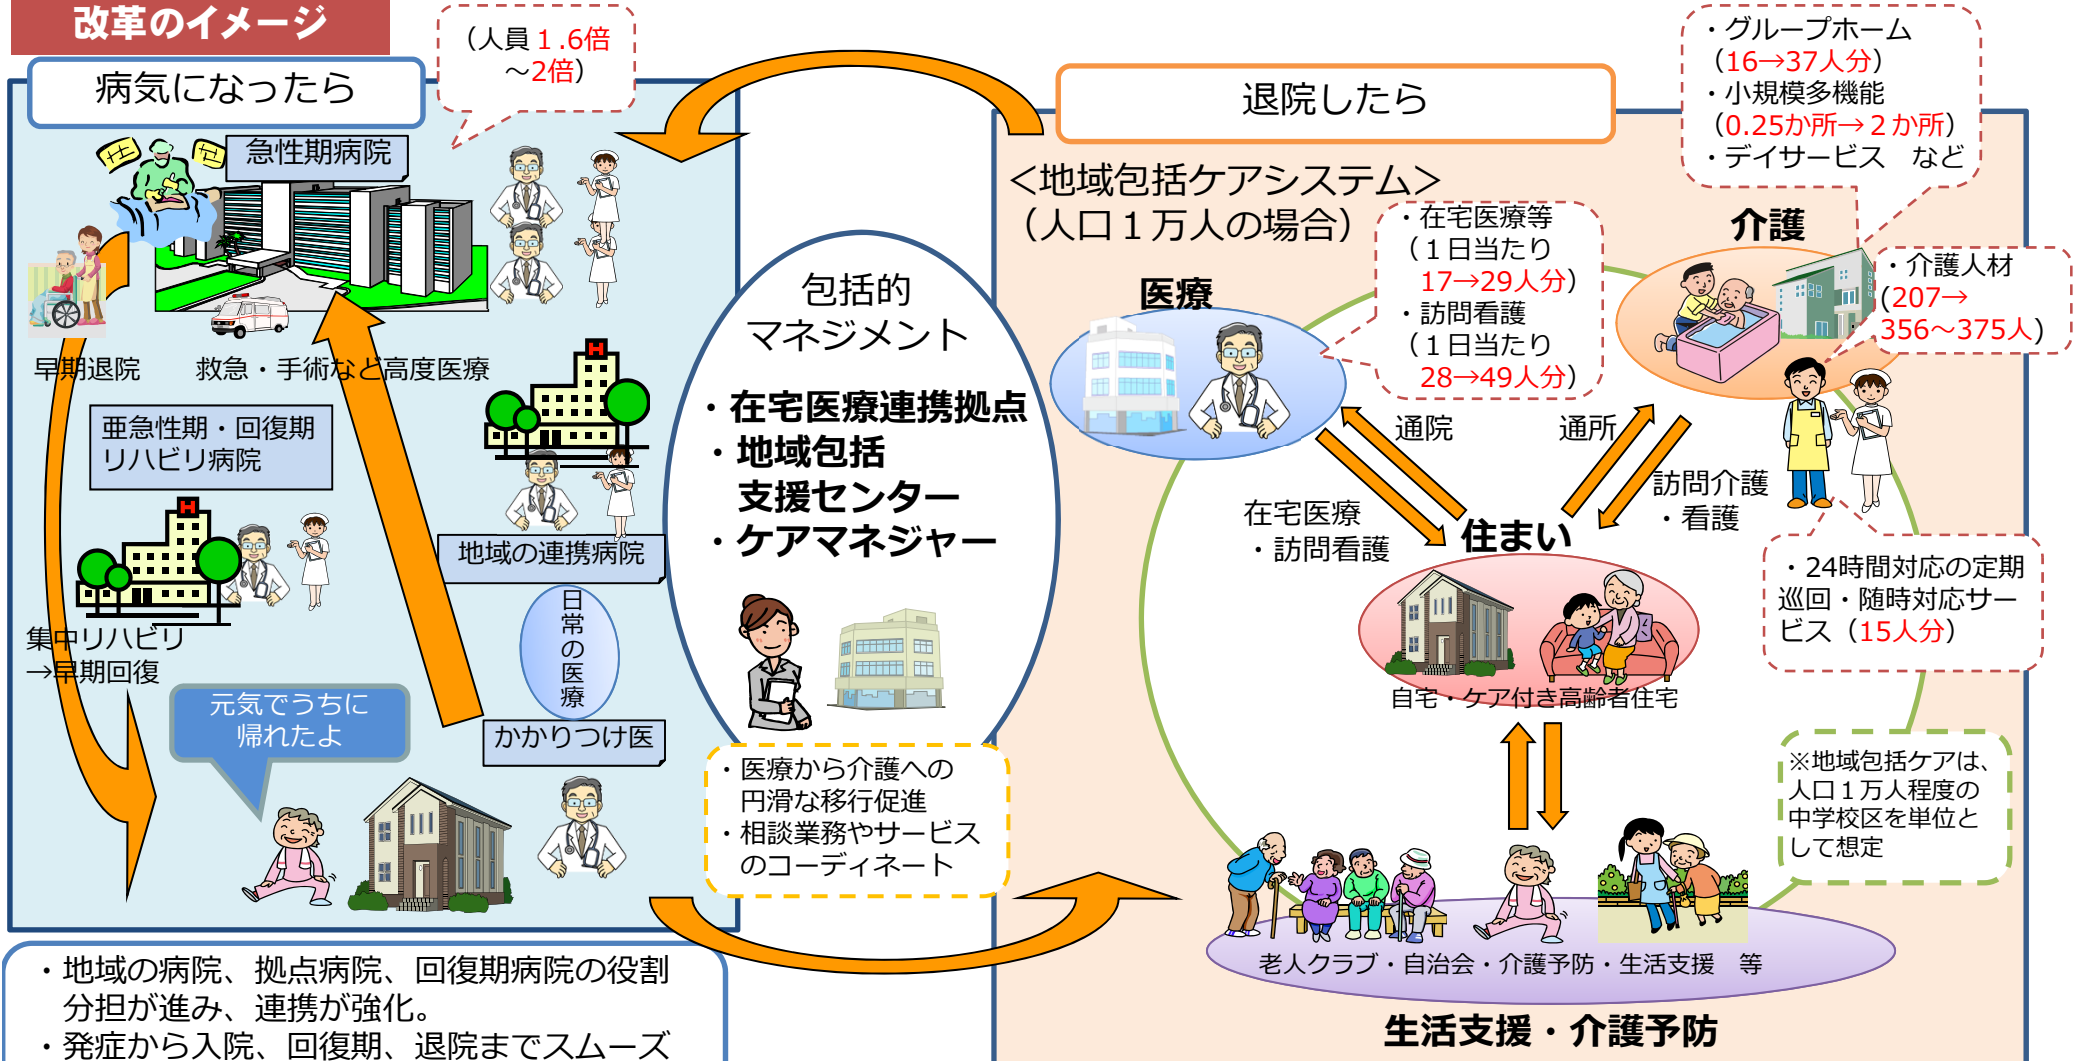 改革のイメージ
病気になったら
（人員１.6倍
～2倍）
急性期病院
早期退院
救急・手術など高度医療
亜急性期・回復期
リハビリ病院
地域の連携病院
集中リハビリ
→早期回復
日常の医療
元気でうちに
帰れたよ
かかりつけ医
・地域の病院、拠点病院、回復期病院の役割
分担が進み、連携が強化。
・発症から入院、回復期、退院までスムーズ
包括的
マネジメント
・在宅医療連携拠点
・地域包括
支援センター
・ケアマネジャー
・医療から介護への
円滑な移行促進
・相談業務やサービス
のコーディネート
退院したら
＜地域包括ケアシステム＞
（人口１万人の場合）
・在宅医療等
（１日当たり
17→29人分）
・訪問看護
（１日当たり
28→49人分）
・グループホーム
（16→37人分）
・小規模多機能
（0.25か所→２か所）
・デイサービス　など
医療
介護
・介護人材
(207→
356～375人)
通院
通所
在宅医療
・訪問看護
訪問介護
・看護
住まい
自宅・ケア付き高齢者住宅
・24時間対応の定期
巡回・随時対応サー
ビス（15人分）
※地域包括ケアは、
人口１万人程度の
中学校区を単位と
して想定
老人クラブ・自治会・介護予防・生活支援　等
生活支援・介護予防